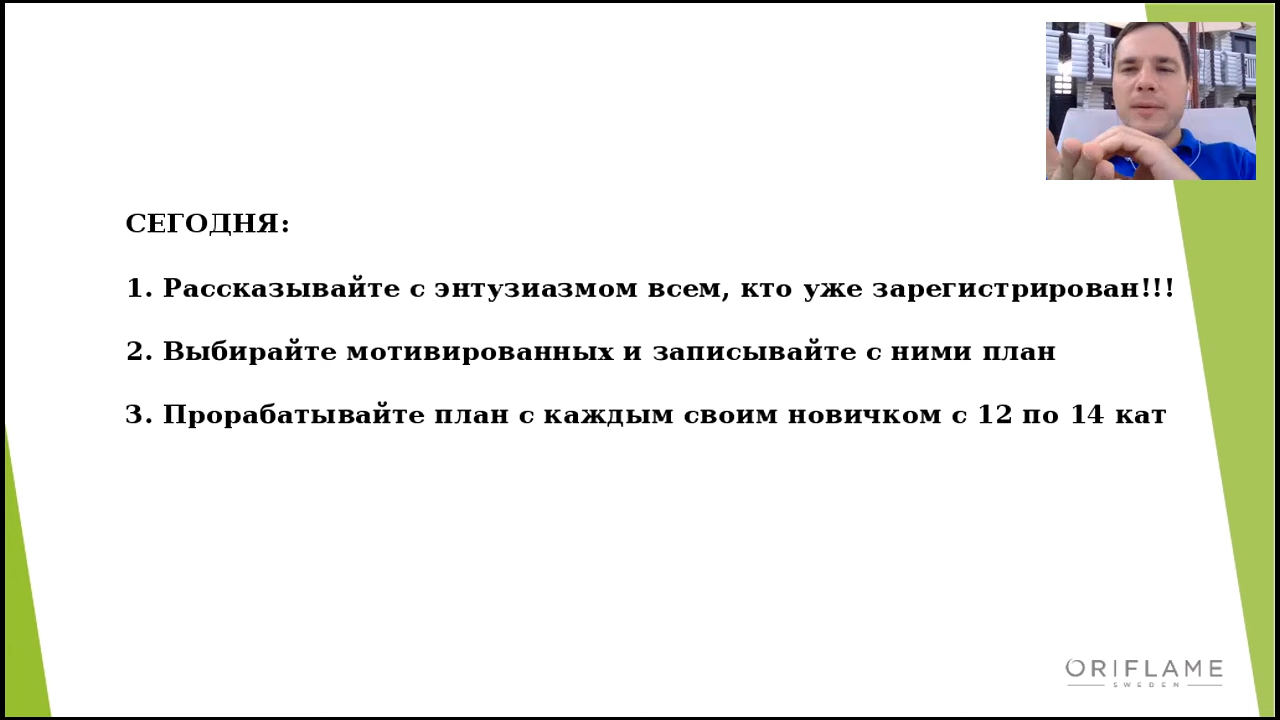 СЕГОДНЯ:
1. Рассказывайте с энтузиазмом всем, кто уже зарегистрирован!!!
2. Выбирайте мотивированных и записывайте с ними план
3. Прорабатывайте план с каждым своим новичком с 12 по 14 кат
ORIFLAME
SWEDEN